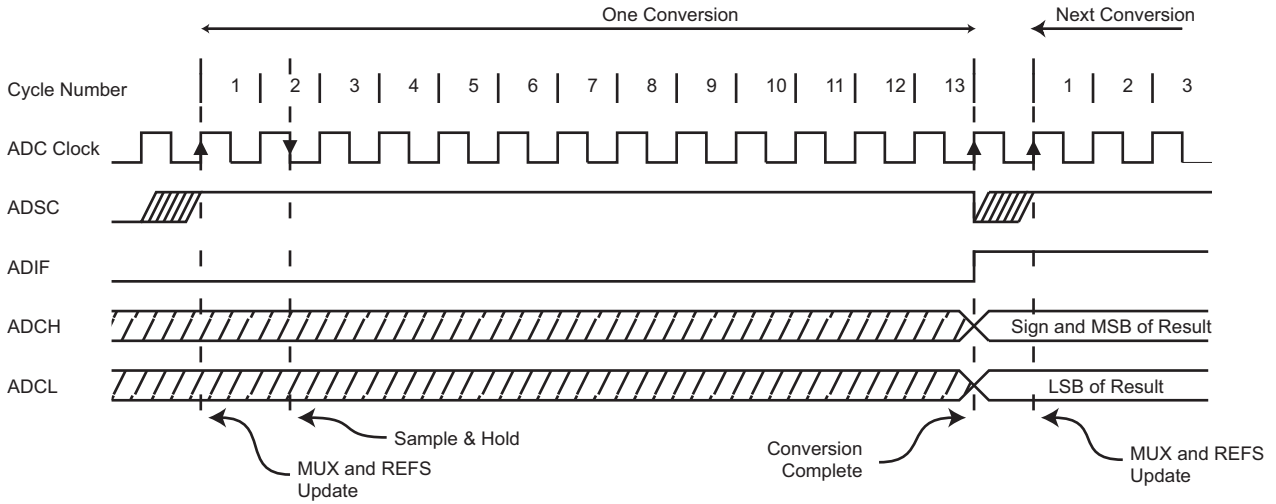 One Conversion
Next Conversion
Cycle Number
1 2 3 4 5 6 7 8 9 10 11 12 13 1 2 3
ADC Clock
ADSC
ADIF
ADCH
Sign and MSB of Result
ADCL
LSB of Result
Sample & Hold
MUX and REFS
Update
Conversion
Complete
MUX and REFS
Update